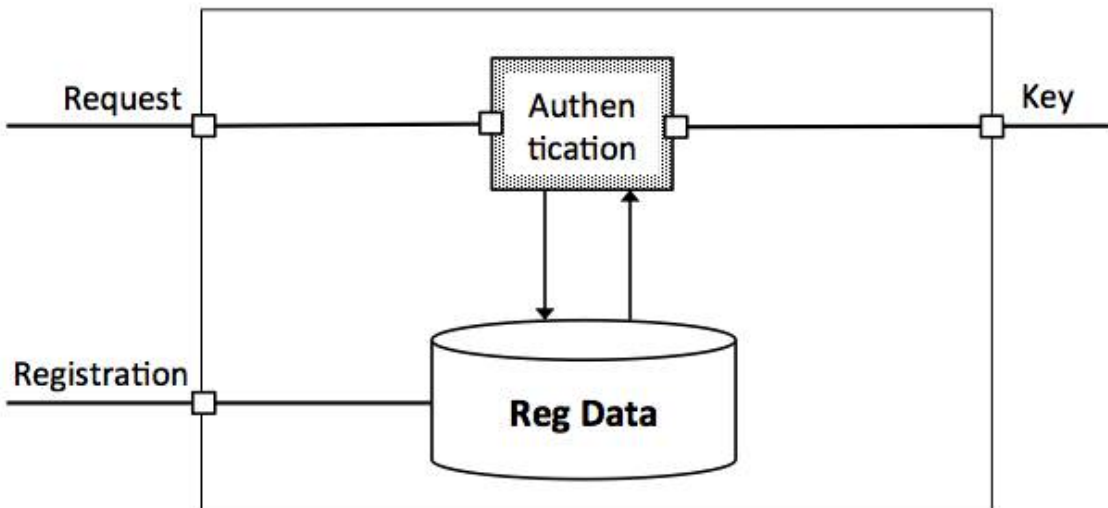 Request
Authen
tication
Key
Registration
Reg Data